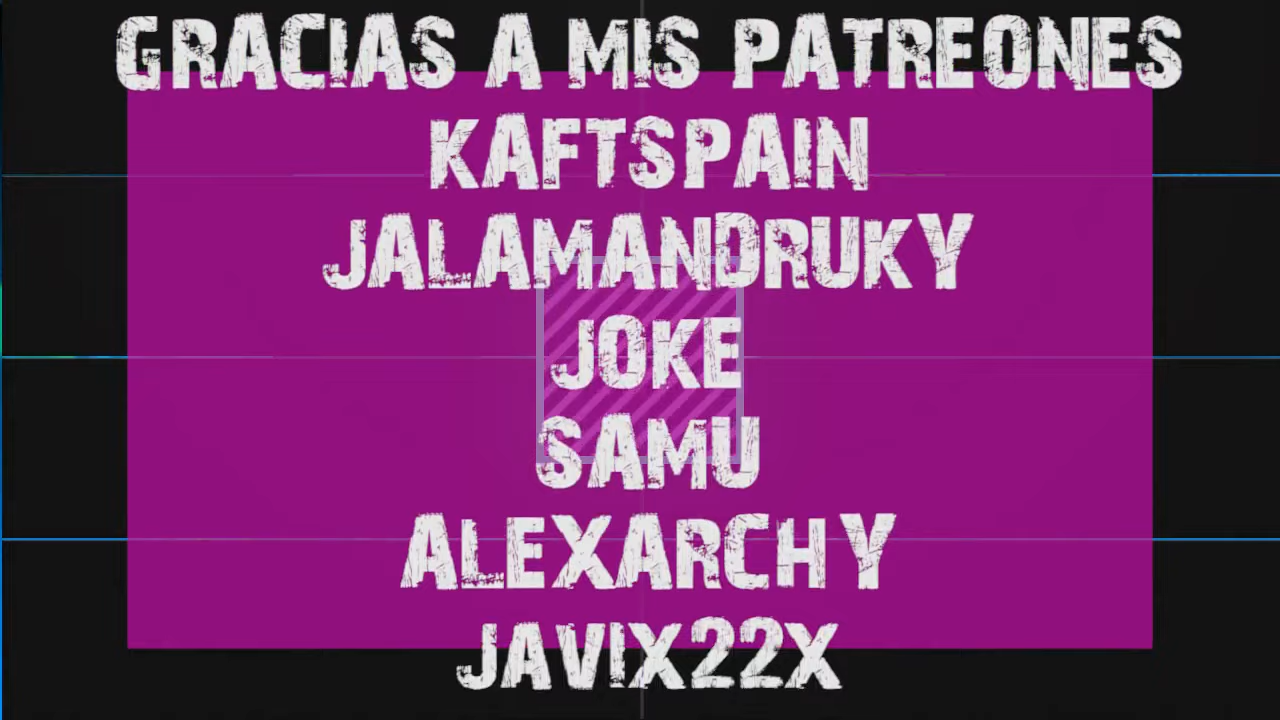 GRACIAS A MIS PATREONES
KAFTSPAIN
JALAMANDRUKY
JOKE
SAMU
ALEXARCHY
JAVIX22X